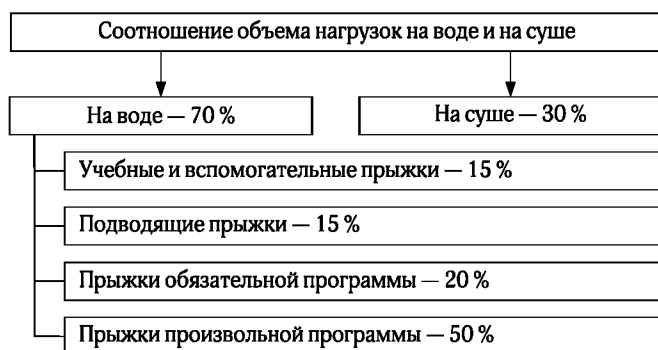 Соотношение объема нагрузок на воде и на суше
На воде — 70 %
На суше — 30 %
Учебные и вспомогательные прыжки — 15 %
Подводящие прыжки — 15 %
Прыжки обязательной программы — 20 %
Прыжки произвольной программы — 50 %